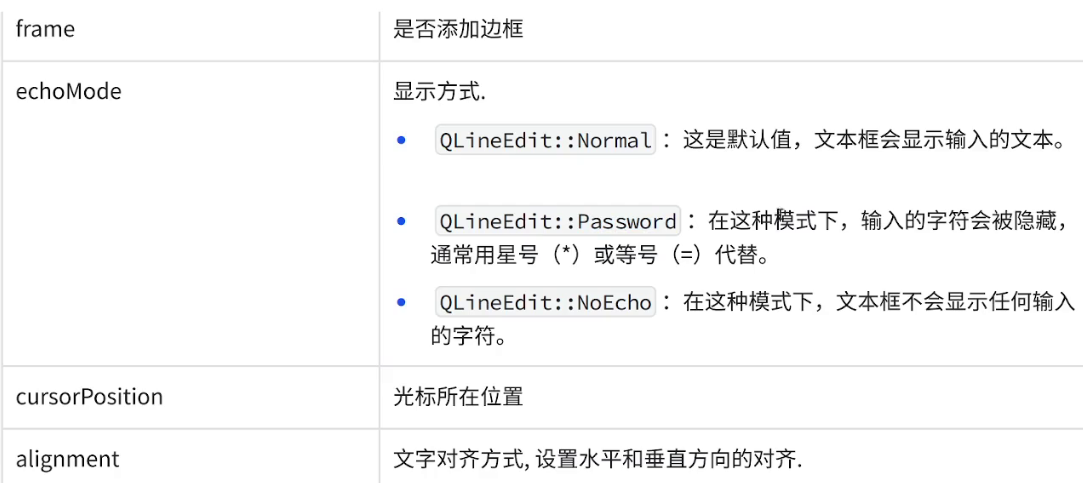 frame
是否添加边框
echoMode
显示方式.
• QLineEdit::Normal ：这是默认值，文本框会显示输入的文本。
• QLineEdit::Password ：在这种模式下，输入的字符会被隐藏，
通常用星号（*）或等号（=）代替。
• QLineEdit::NoEcho ：在这种模式下，文本框不会显示任何输入
的字符。
cursorPosition
光标所在位置
alignment
文字对齐方式, 设置水平和垂直方向的对齐.